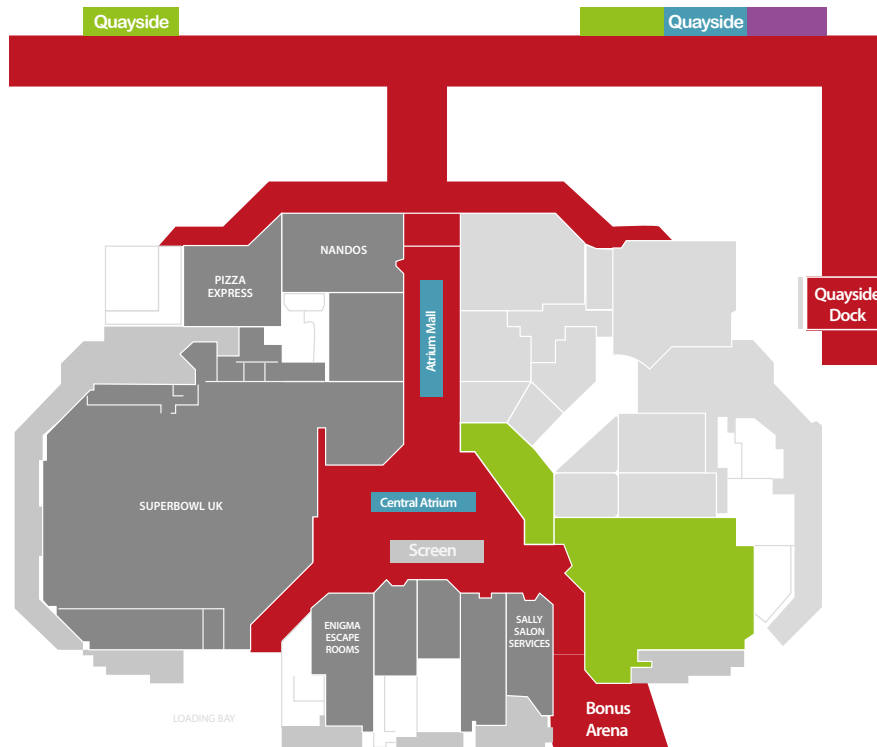 Quayside
Quayside
NANDOS
PIZZA
EXPRESS
Quayside
Dock
Atrium Mall
SUPERBOWL UK
Central Atrium
Screen
ENIGMA
ESCAPE
ROOMS
SALLY
SALON
SERVICES
Bonus
Arena
LOADING BAY